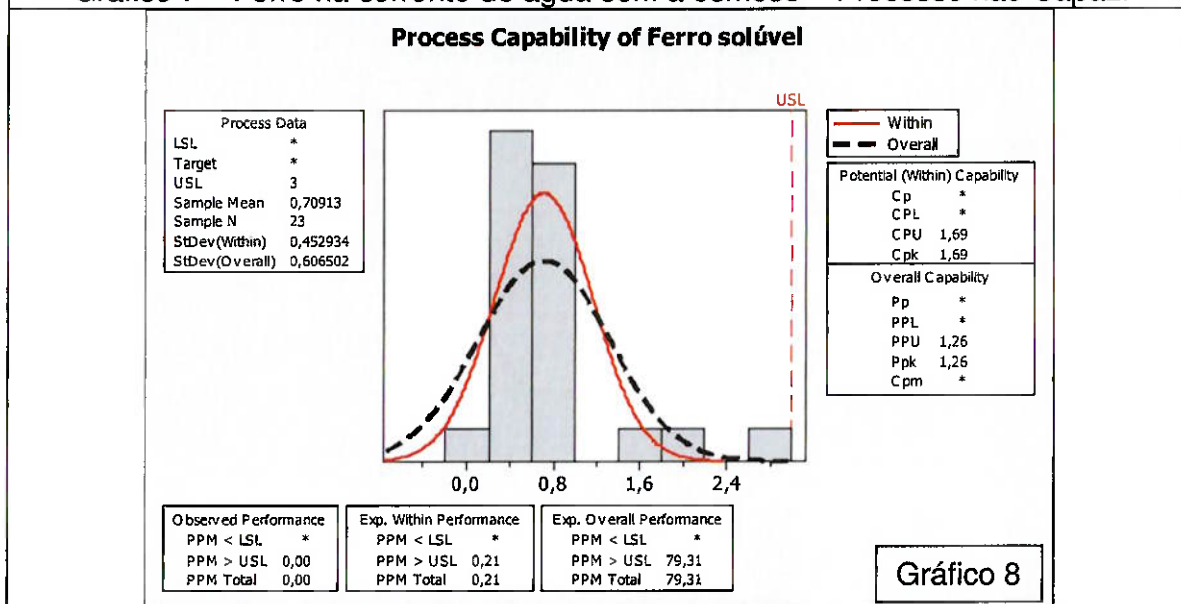 Process Capability of Ferro solúvel
USL
Process Data
LSL *
Target *
USL 3
Sample Mean 0,70913
Sample N 23
StDev(Within) 0,452934
StDev(Overall) 0,606502
Within
Overall
Potential (Within) Capability
Cp *
CPL *
CPU 1,69
Cpk 1,69
Overall Capability
Pp *
PPL *
PPU 1,26
Ppk 1,26
Cpm *
0,0 0,8 1,6 2,4
Observed Performance
PPM < LSL *
PPM > USL 0,00
PPM Total 0,00
Exp. Within Performance
PPM < LSL *
PPM > USL 0,21
PPM Total 0,21
Exp. Overall Performance
PPM < LSL *
PPM > USL 79,31
PPM Total 79,31
Gráfico 8